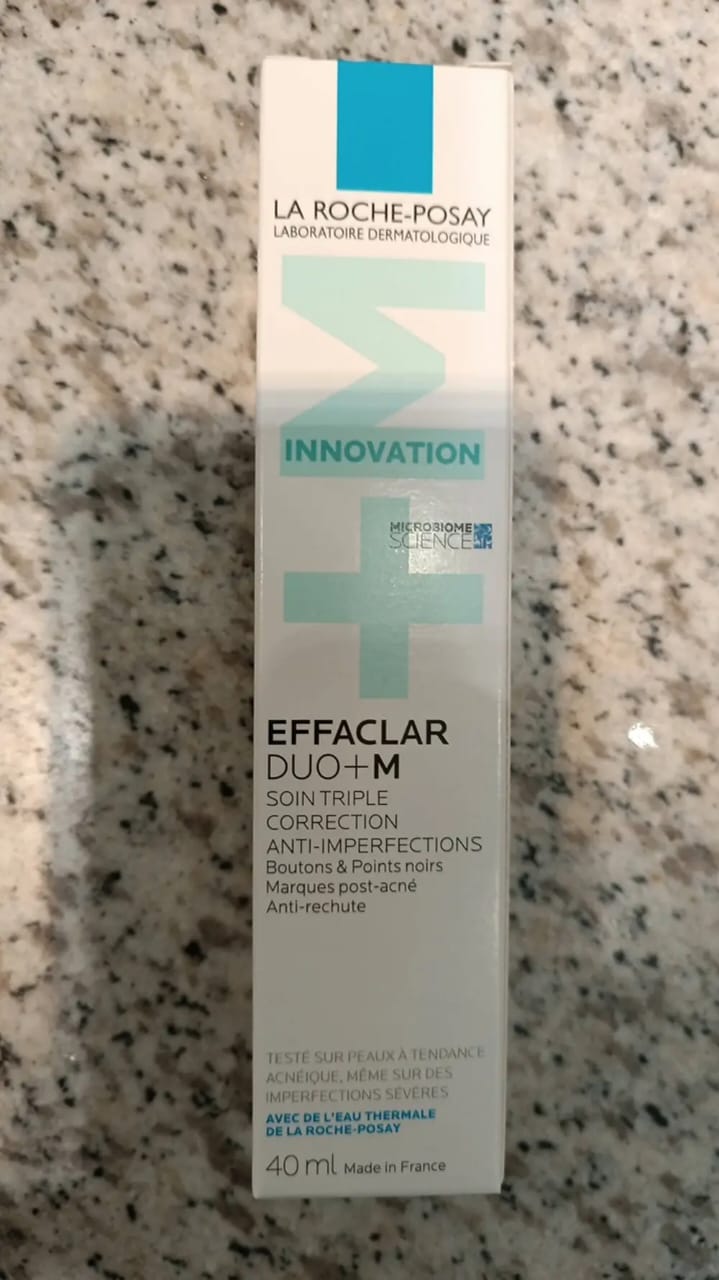 LA ROCHE-POSAY
LABORATOIRE DERMATOLOGIQUE
+M
INNOVATION
MICROBIOME
SCIENCE
EFFACLAR
DUO+M
SOIN TRIPLE
CORRECTION
ANTI-IMPERFECTIONS
Boutons & Points noirs
Marques post-acné
Anti-rechute
TESTÉ SUR PEAUX À TENDANCE
ACNÉIQUE, MÊME SUR DES
IMPERFECTIONS SÉVÈRES
AVEC DE L'EAU THERMALE
DE LA ROCHE-POSAY
40 ml Made in France